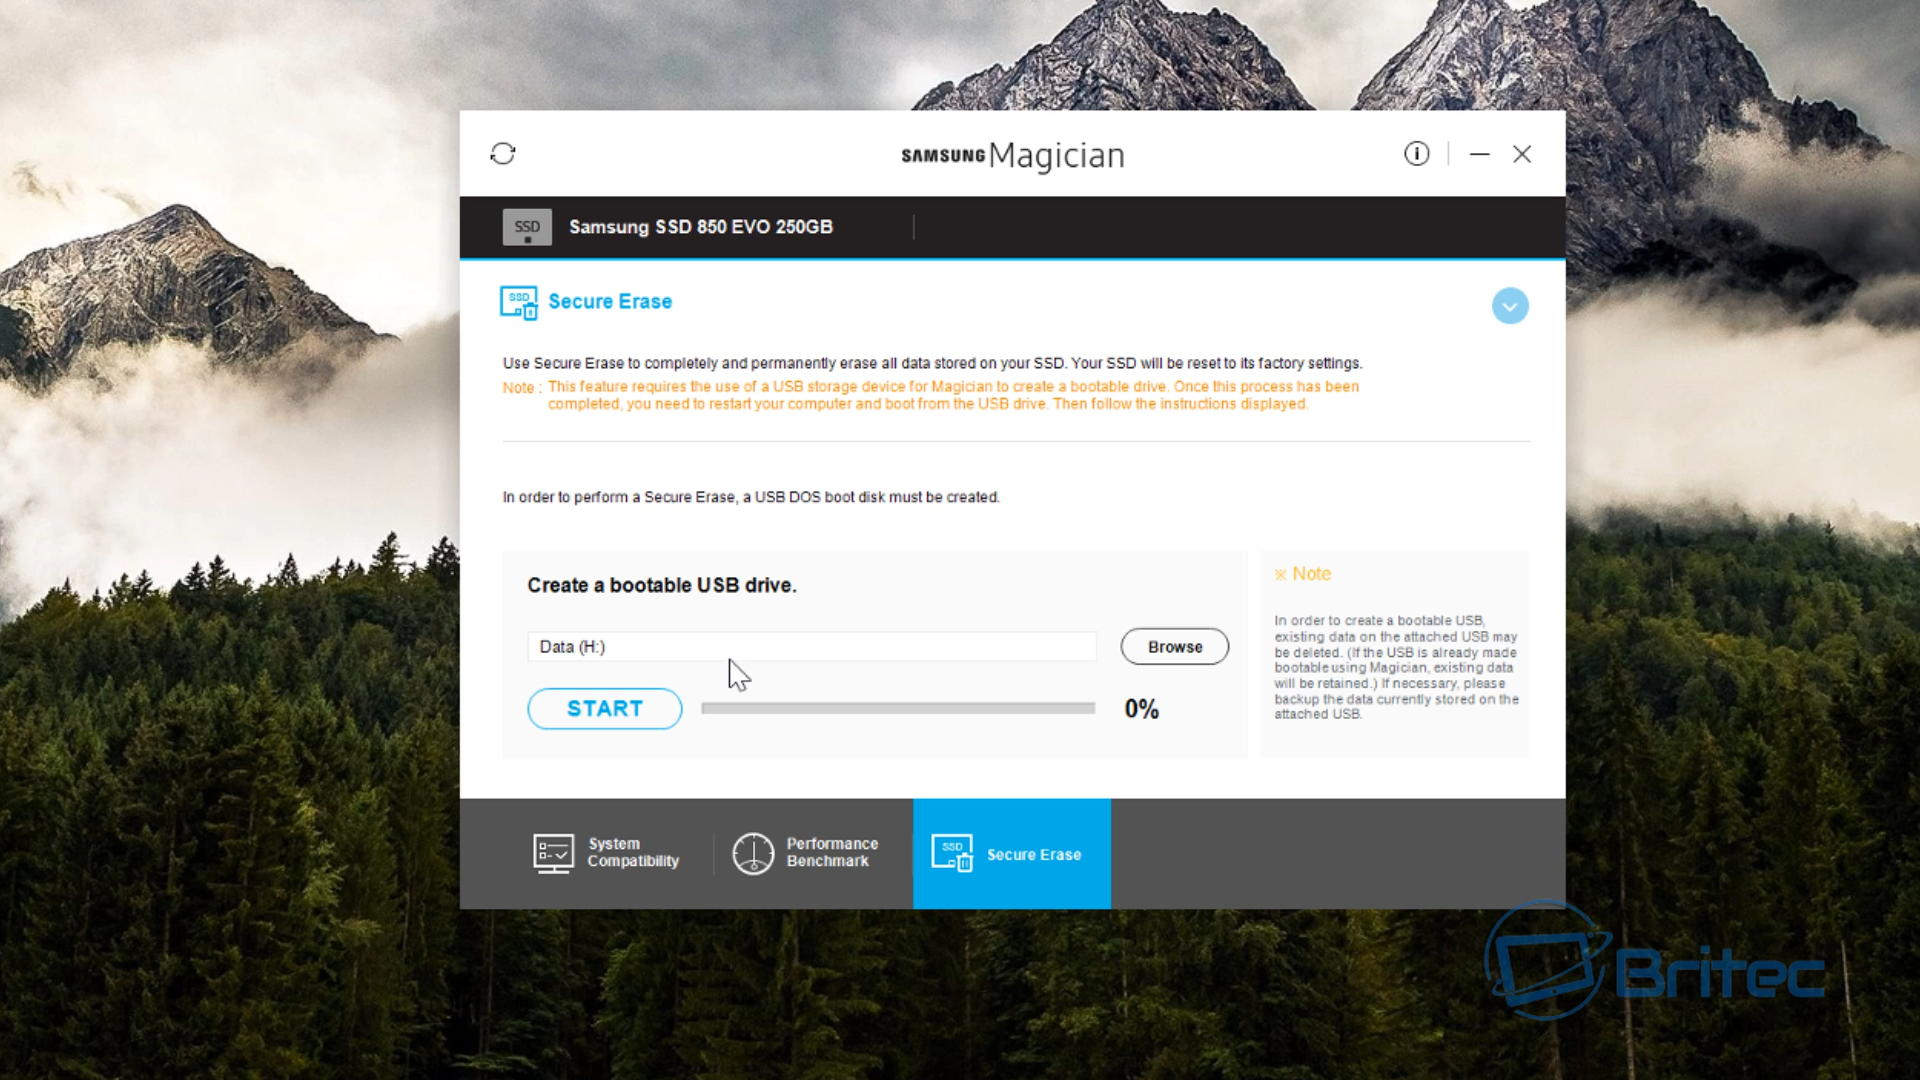 SAMSUNG Magician
SSD
Samsung SSD 850 EVO 250GB
SSD
Secure Erase
Use Secure Erase to completely and permanently erase all data stored on your SSD. Your SSD will be reset to its factory settings.
Note : This feature requires the use of a USB storage device for Magician to create a bootable drive. Once this process has been
completed, you need to restart your computer and boot from the USB drive. Then follow the instructions displayed.
In order to perform a Secure Erase, a USB DOS boot disk must be created.
Create a bootable USB drive.
Data (H:)
Browse
START
0%
※ Note
In order to create a bootable USB,
existing data on the attached USB may
be deleted. (If the USB is already made
bootable using Magician, existing data
will be retained.) If necessary, please
backup the data currently stored on the
attached USB.
System
Compatibility
Performance
Benchmark
SSD
Secure Erase
Britec